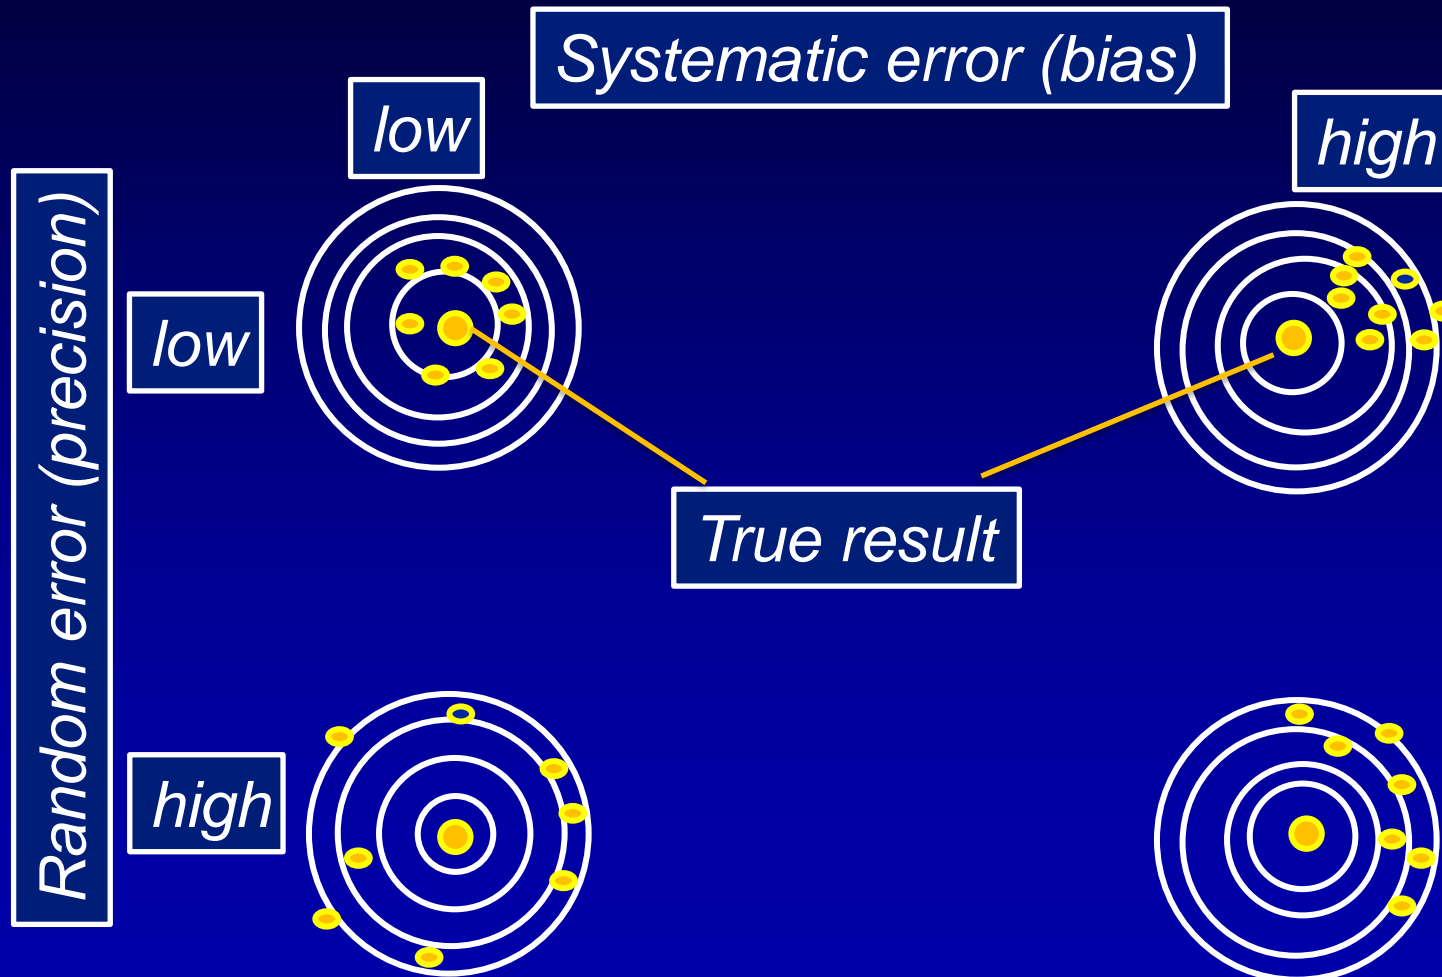 Systematic error (bias)
low
high
Random error (precision)
low
True result
high